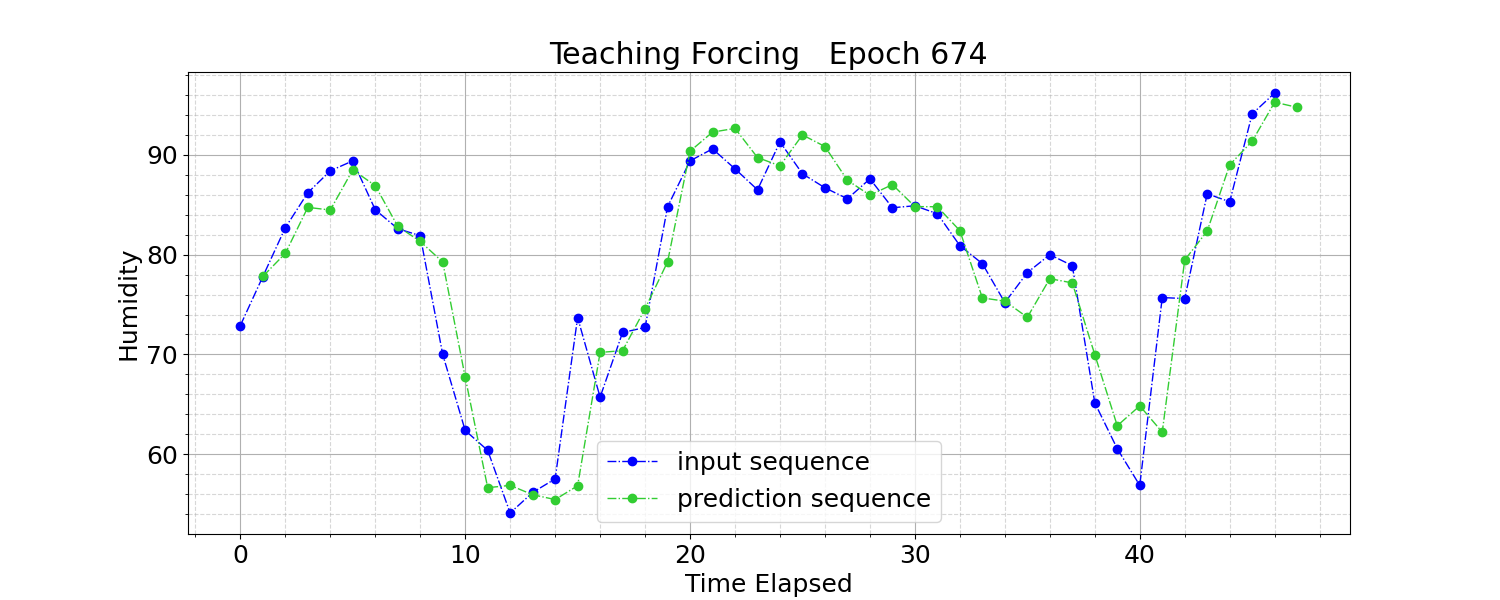 Teaching Forcing   Epoch 674
Humidity
90
80
70
60
input sequence
prediction sequence
0 10 20 30 40
Time Elapsed